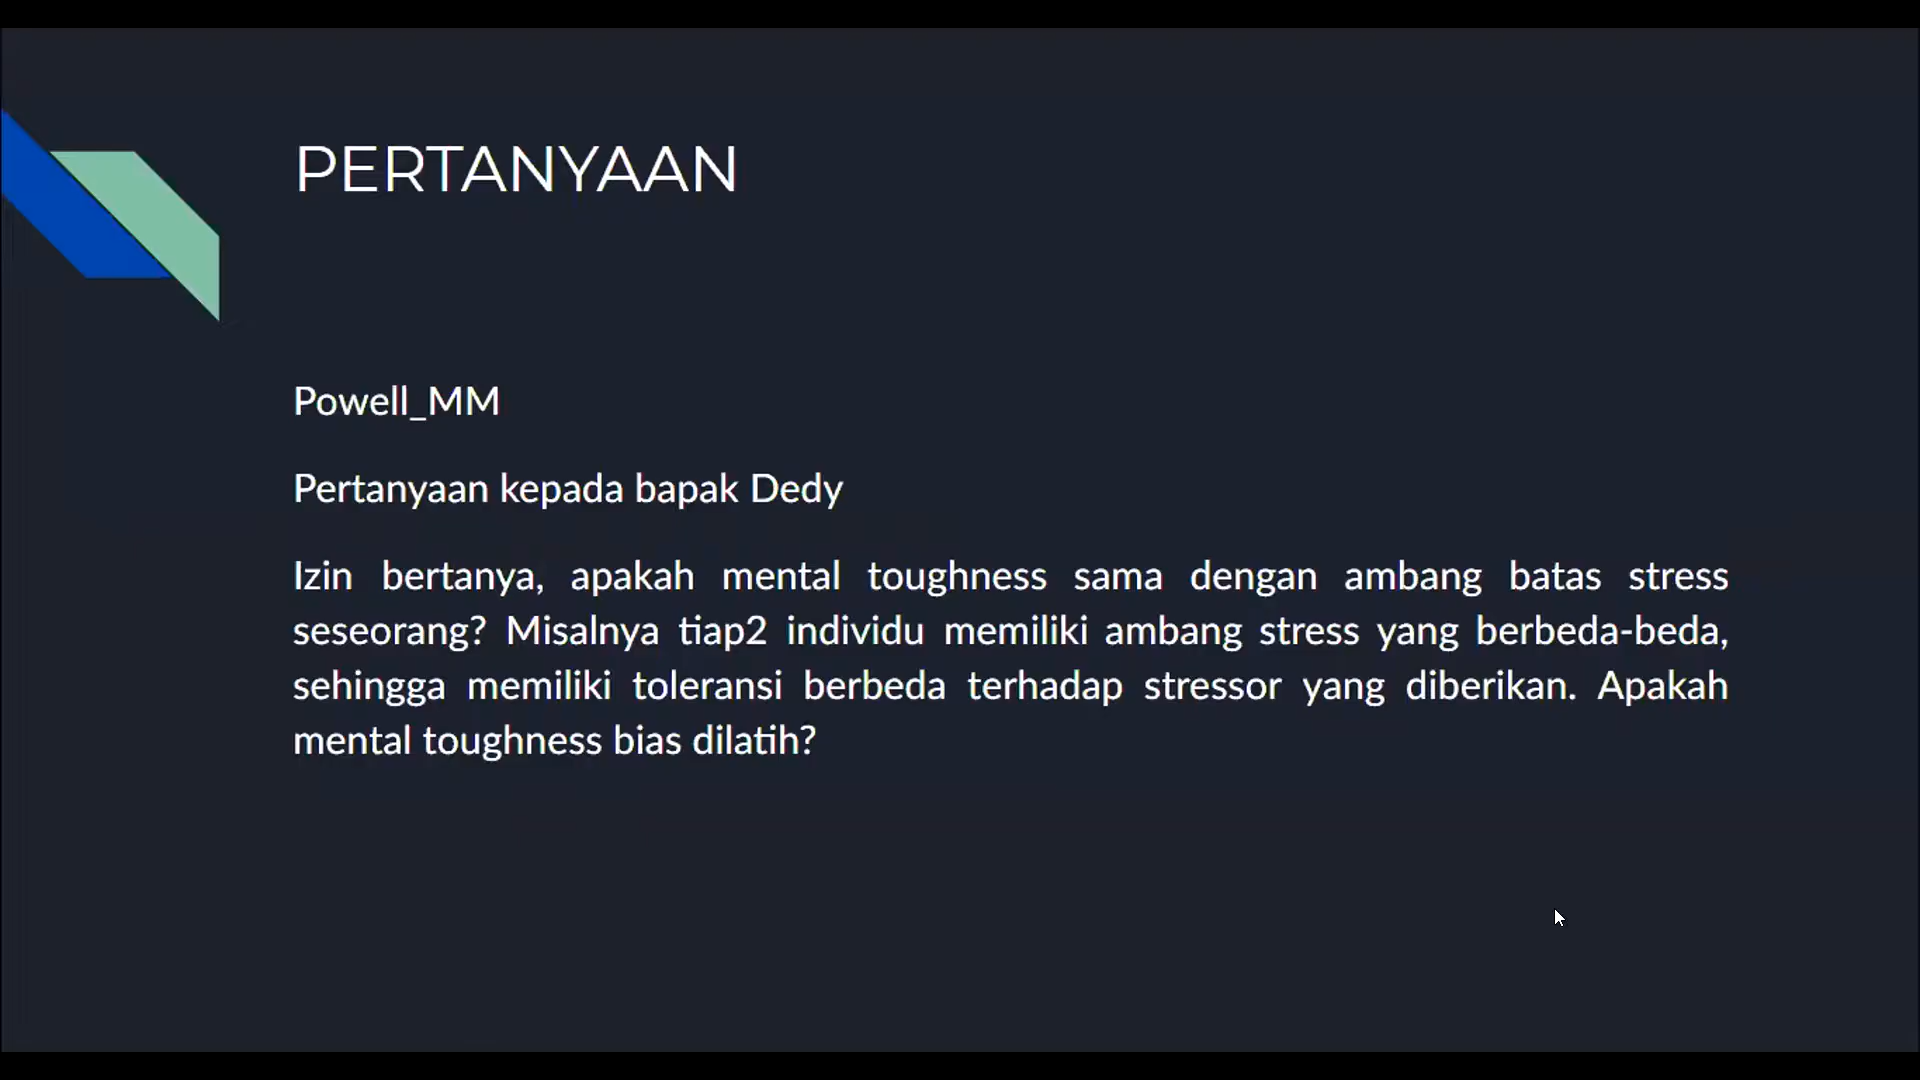 PERTANYAAN
Powell_MM
Pertanyaan kepada bapak Dedy
Izin bertanya, apakah mental toughness sama dengan ambang batas stress
seseorang? Misalnya tiap2 individu memiliki ambang stress yang berbeda-beda,
sehingga memiliki toleransi berbeda terhadap stressor yang diberikan. Apakah
mental toughness bias dilatih?